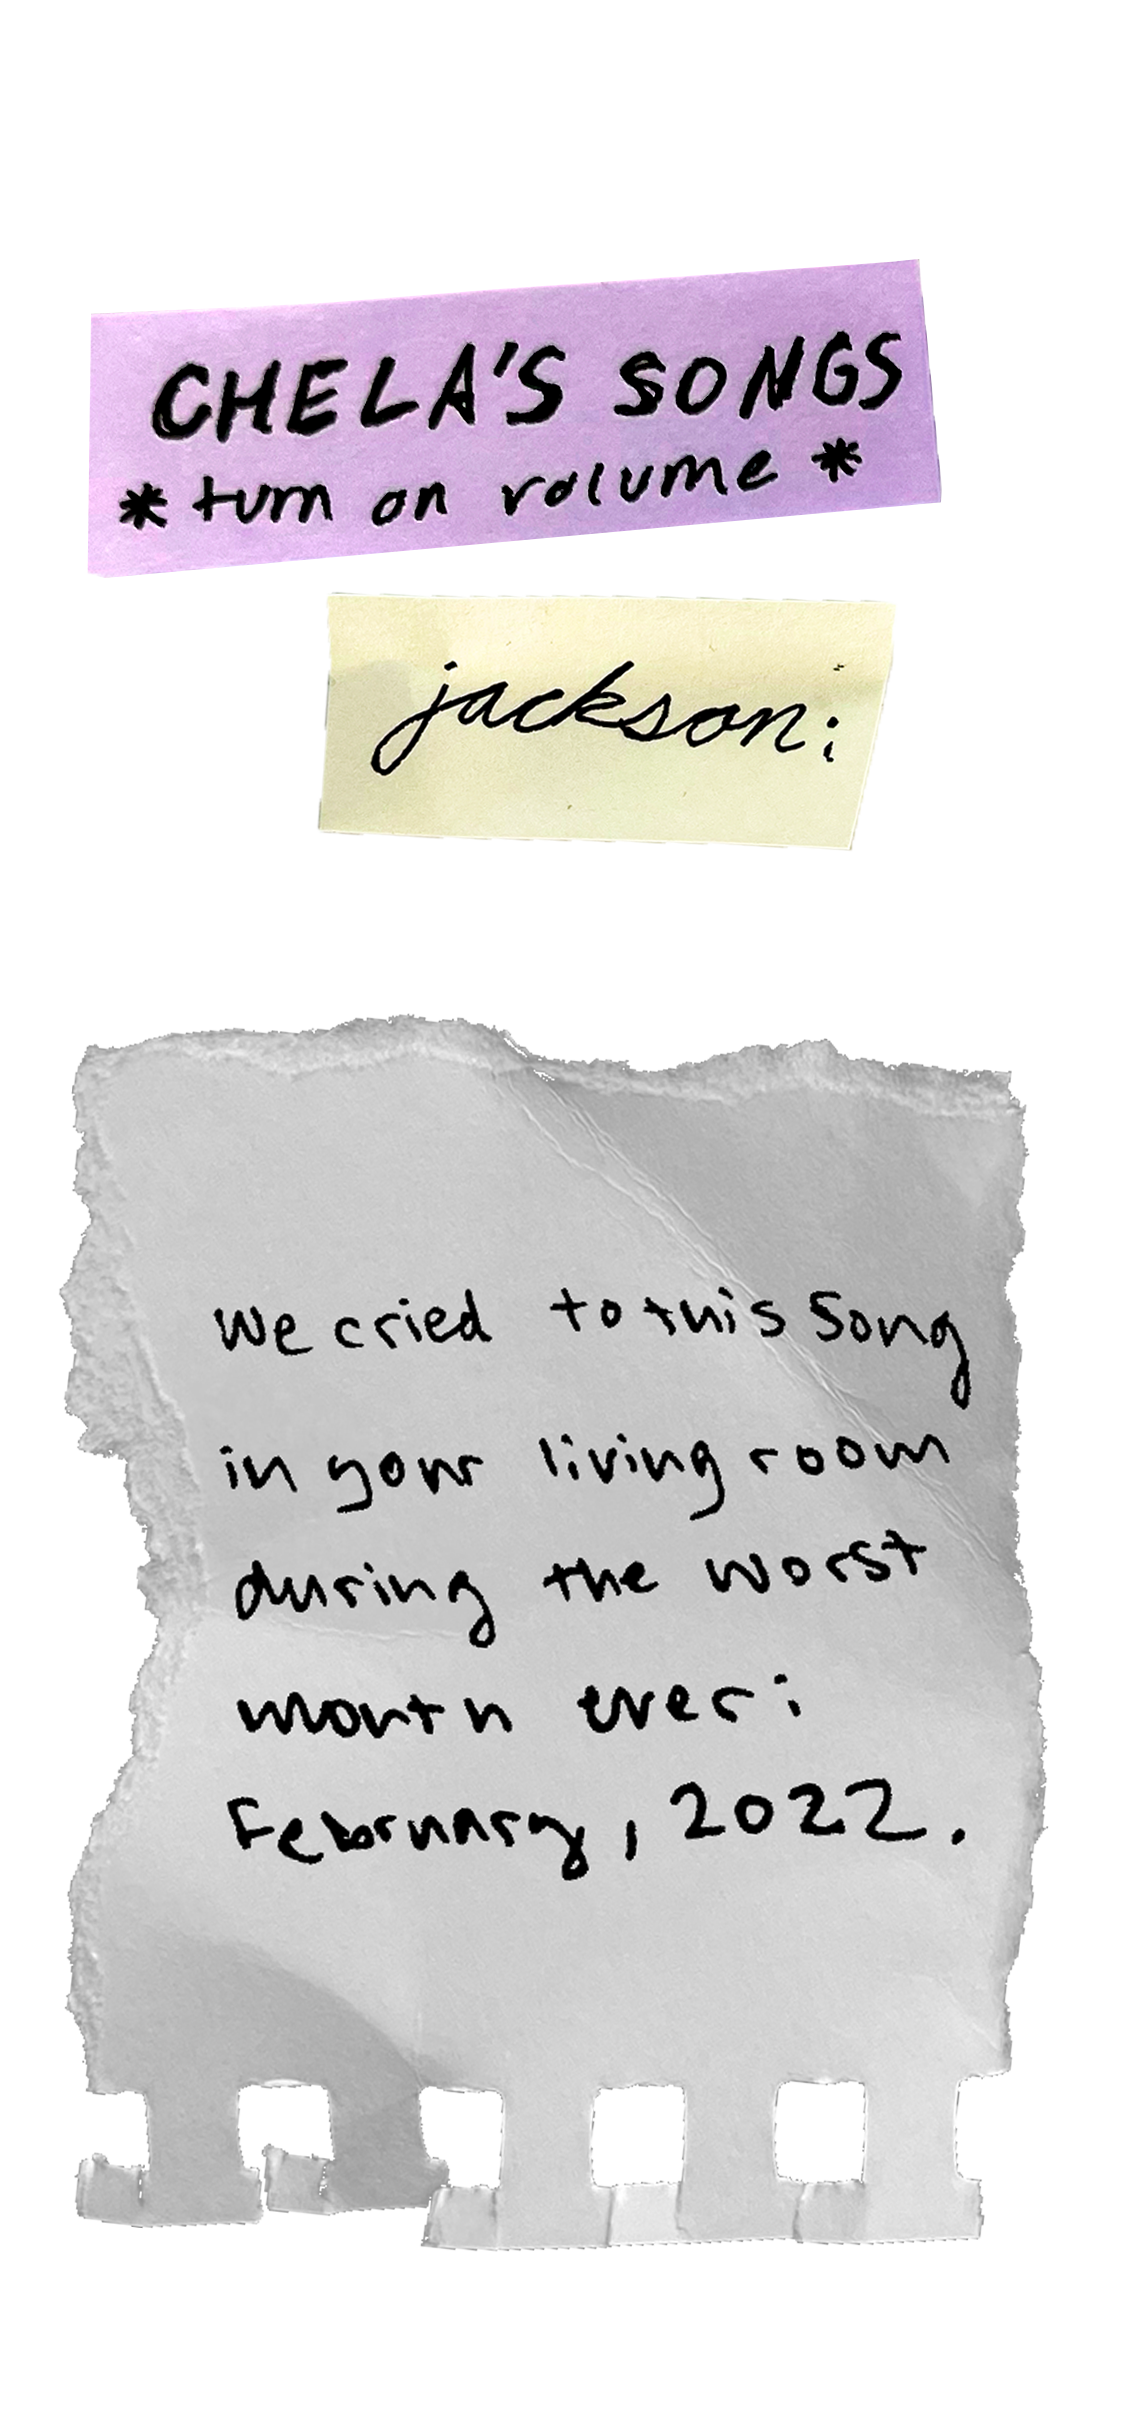 CHELA'S SONGS
* turn on volume *
jackson:
We cried to this song
in your living room
during the worst
month ever:
February, 2022.